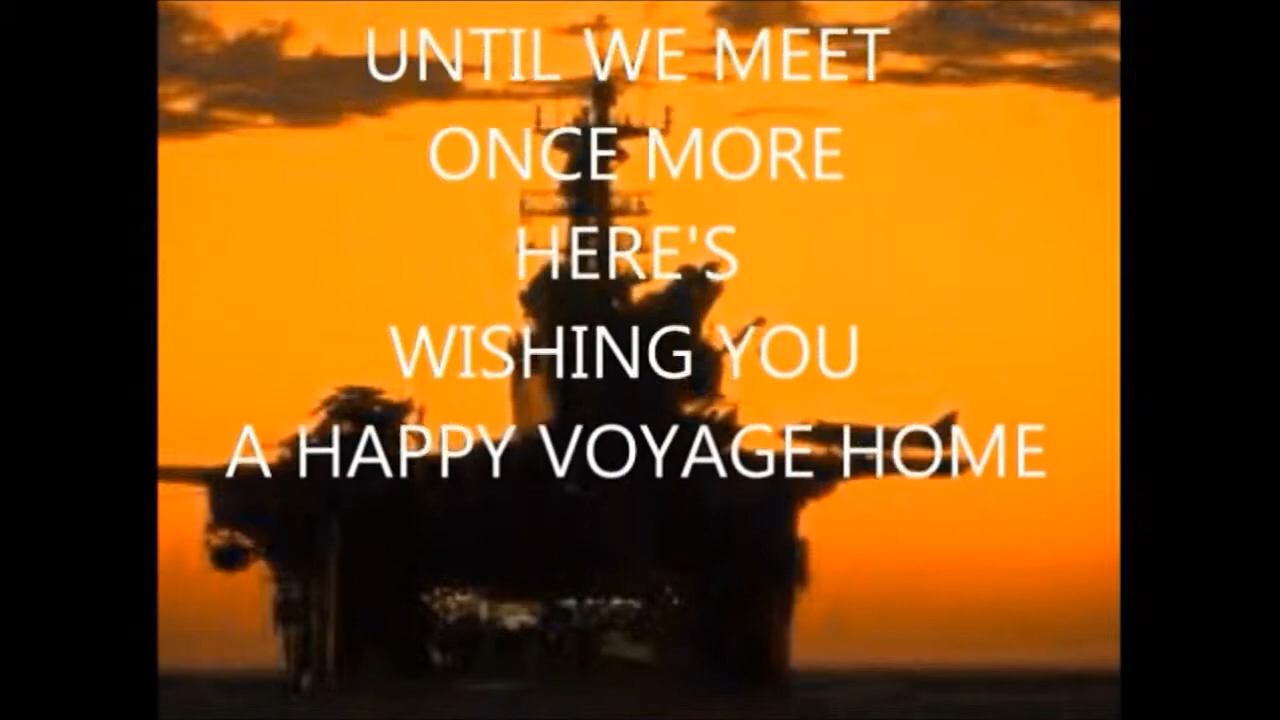 UNTIL WE MEET
ONCE MORE
HERE'S
WISHING YOU
A HAPPY VOYAGE HOME